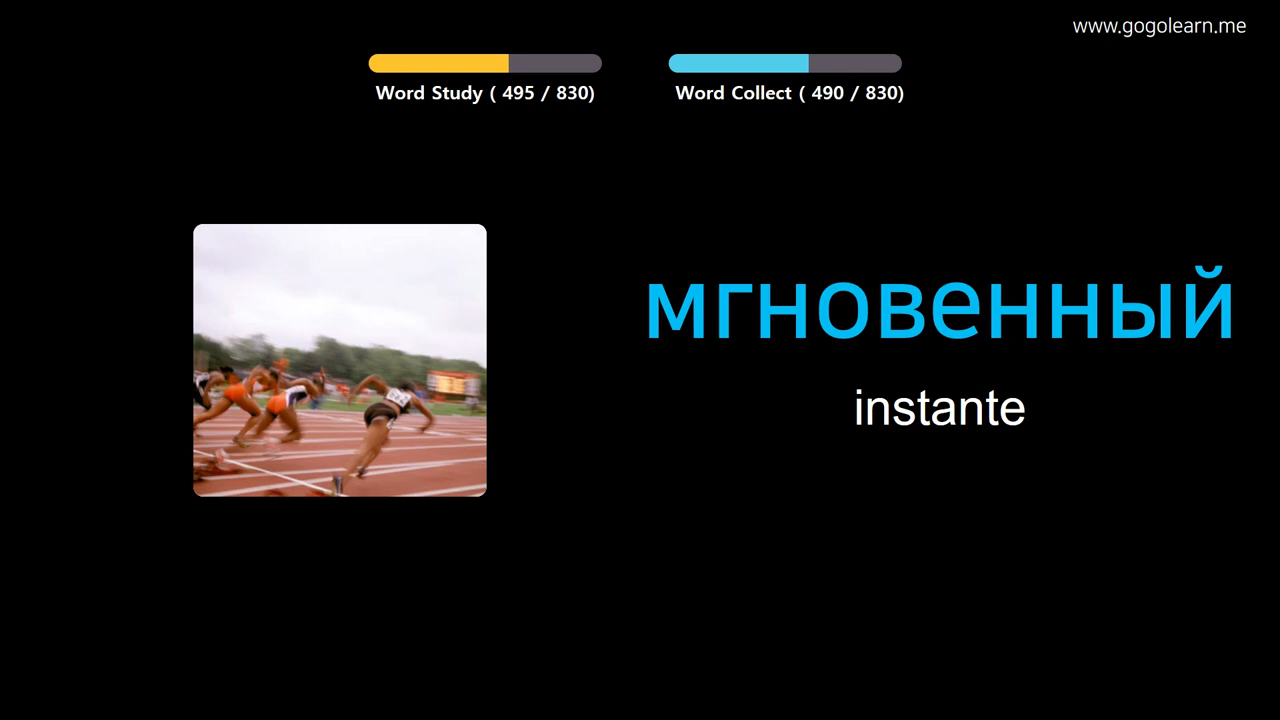 www.gogolearn.me
Word Study ( 495 / 830)
Word Collect ( 490 / 830)
мгновенный
instante